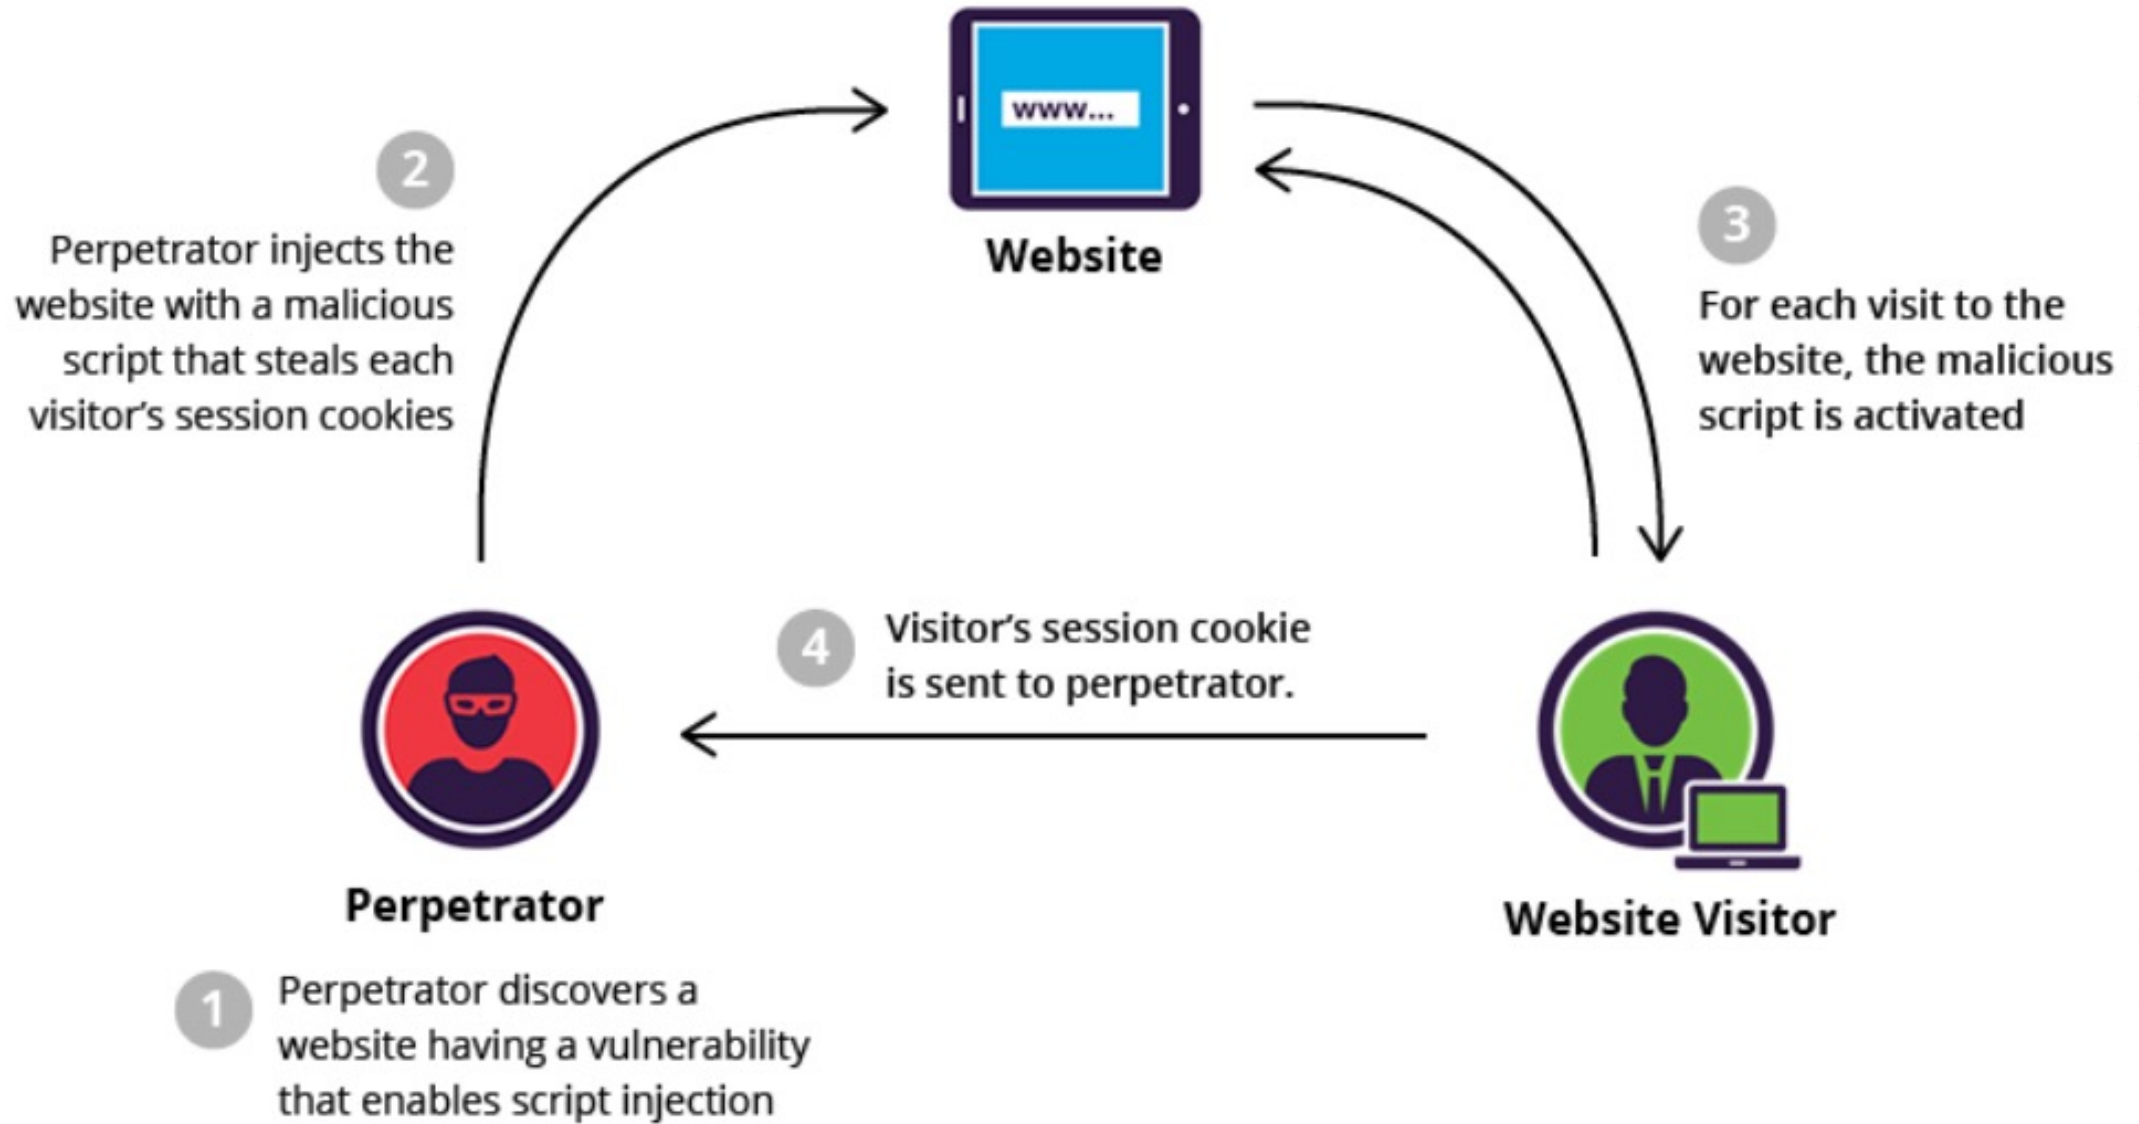 www...
Website
2
Perpetrator injects the
website with a malicious
script that steals each
visitor's session cookies
3
For each visit to the
website, the malicious
script is activated
4
Visitor's session cookie
is sent to perpetrator.
Perpetrator
Website Visitor
1
Perpetrator discovers a
website having a vulnerability
that enables script injection